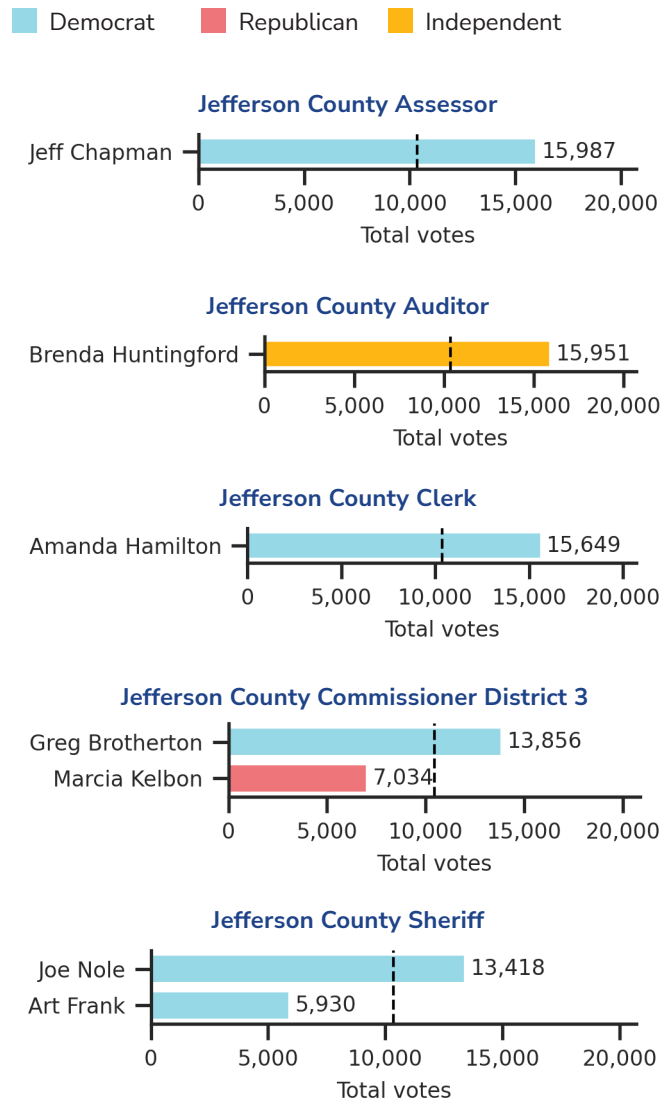 Democrat Republican Independent
Jefferson County Assessor
Jeff Chapman 15,987
0 5,000 10,000 15,000 20,000
Total votes
Jefferson County Auditor
Brenda Huntingford 15,951
0 5,000 10,000 15,000 20,000
Total votes
Jefferson County Clerk
Amanda Hamilton 15,649
0 5,000 10,000 15,000 20,000
Total votes
Jefferson County Commissioner District 3
Greg Brotherton 13,856
Marcia Kelbon 7,034
0 5,000 10,000 15,000 20,000
Total votes
Jefferson County Sheriff
Joe Nole 13,418
Art Frank 5,930
0 5,000 10,000 15,000 20,000
Total votes